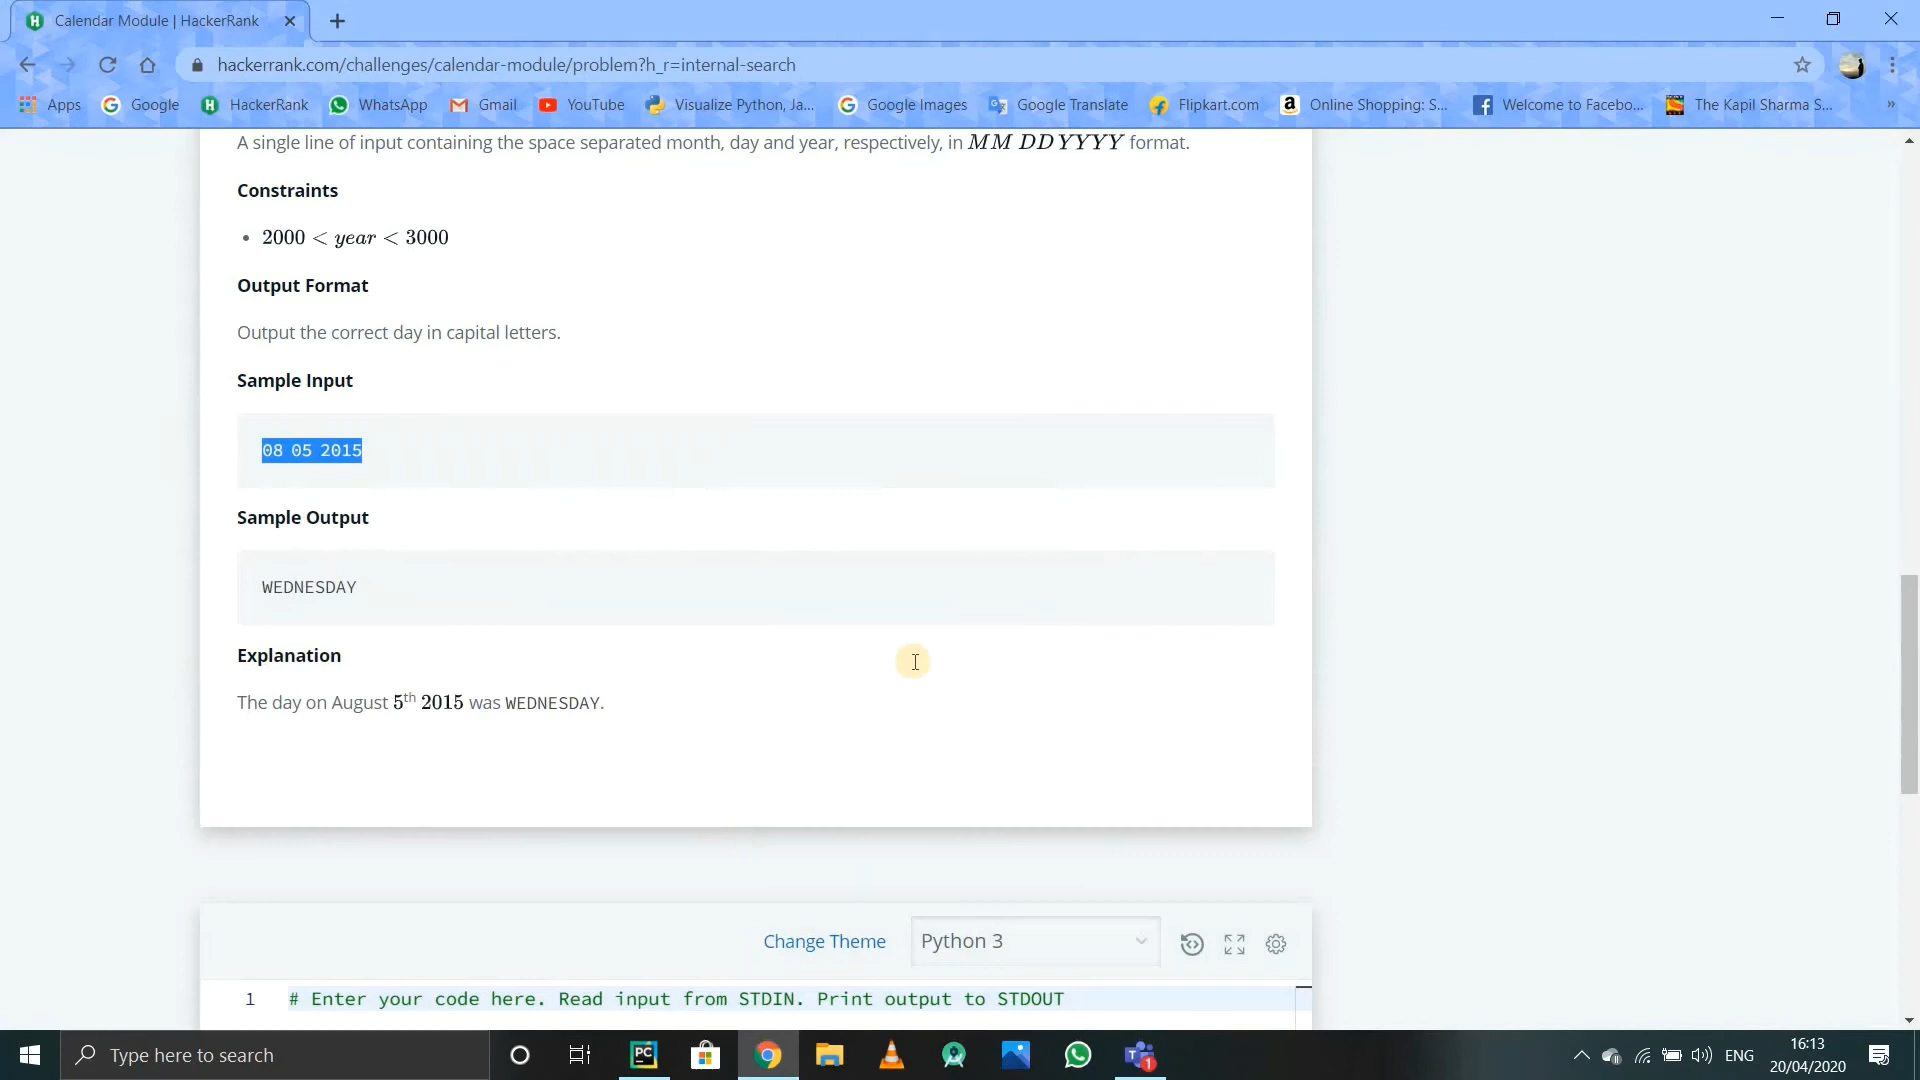 Calendar Module | HackerRank
hackerrank.com/challenges/calendar-module/problem?h_r=internal-search
Apps Google HackerRank WhatsApp Gmail YouTube Visualize Python, Ja... Google Images Google Translate Flipkart.com Online Shopping: S... Welcome to Facebo... The Kapil Sharma S... »
A single line of input containing the space separated month, day and year, respectively, in MM DD YYYY format.
Constraints
• 2000 < year < 3000
Output Format
Output the correct day in capital letters.
Sample Input
08 05 2015
Sample Output
WEDNESDAY
Explanation
The day on August 5th 2015 was WEDNESDAY.
Change Theme Python 3
1 # Enter your code here. Read input from STDIN. Print output to STDOUT
Type here to search
ENG
16:13
20/04/2020